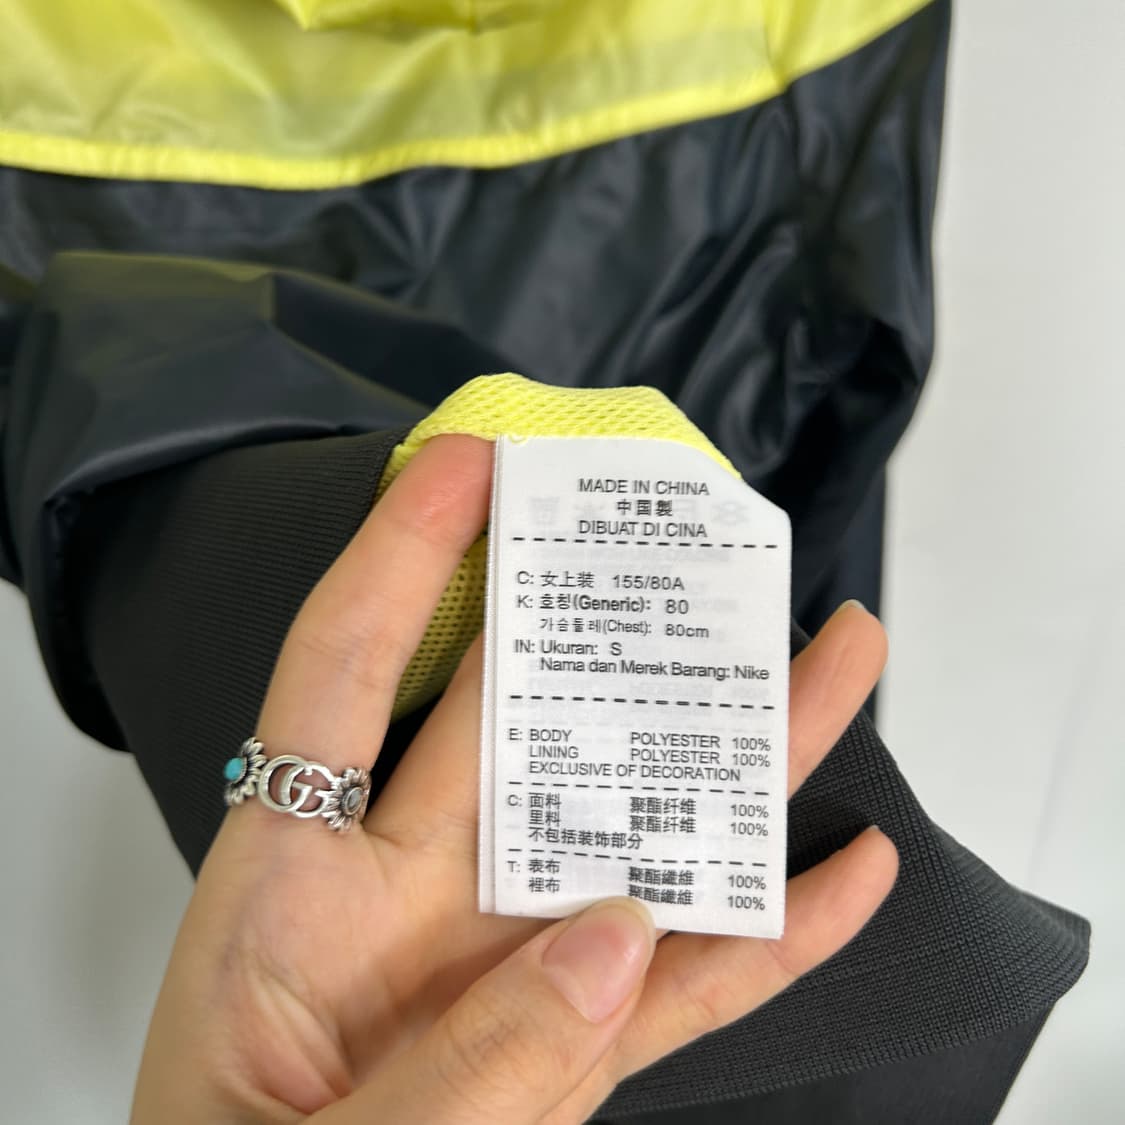 MADE IN CHINA
中国製
DIBUAT DI CINA
C: 女上装 155/80A
K: 호칭(Generic): 80
가슴둘레(Chest): 80cm
IN: Ukuran: S
Nama dan Merek Barang: Nike
E: BODY POLYESTER 100%
LINING POLYESTER 100%
EXCLUSIVE OF DECORATION
C: 面料 聚酯纤维 100%
里料 聚酯纤维 100%
不包括装饰部分
T: 表布 聚酯纖維 100%
裡布 聚酯纖維 100%